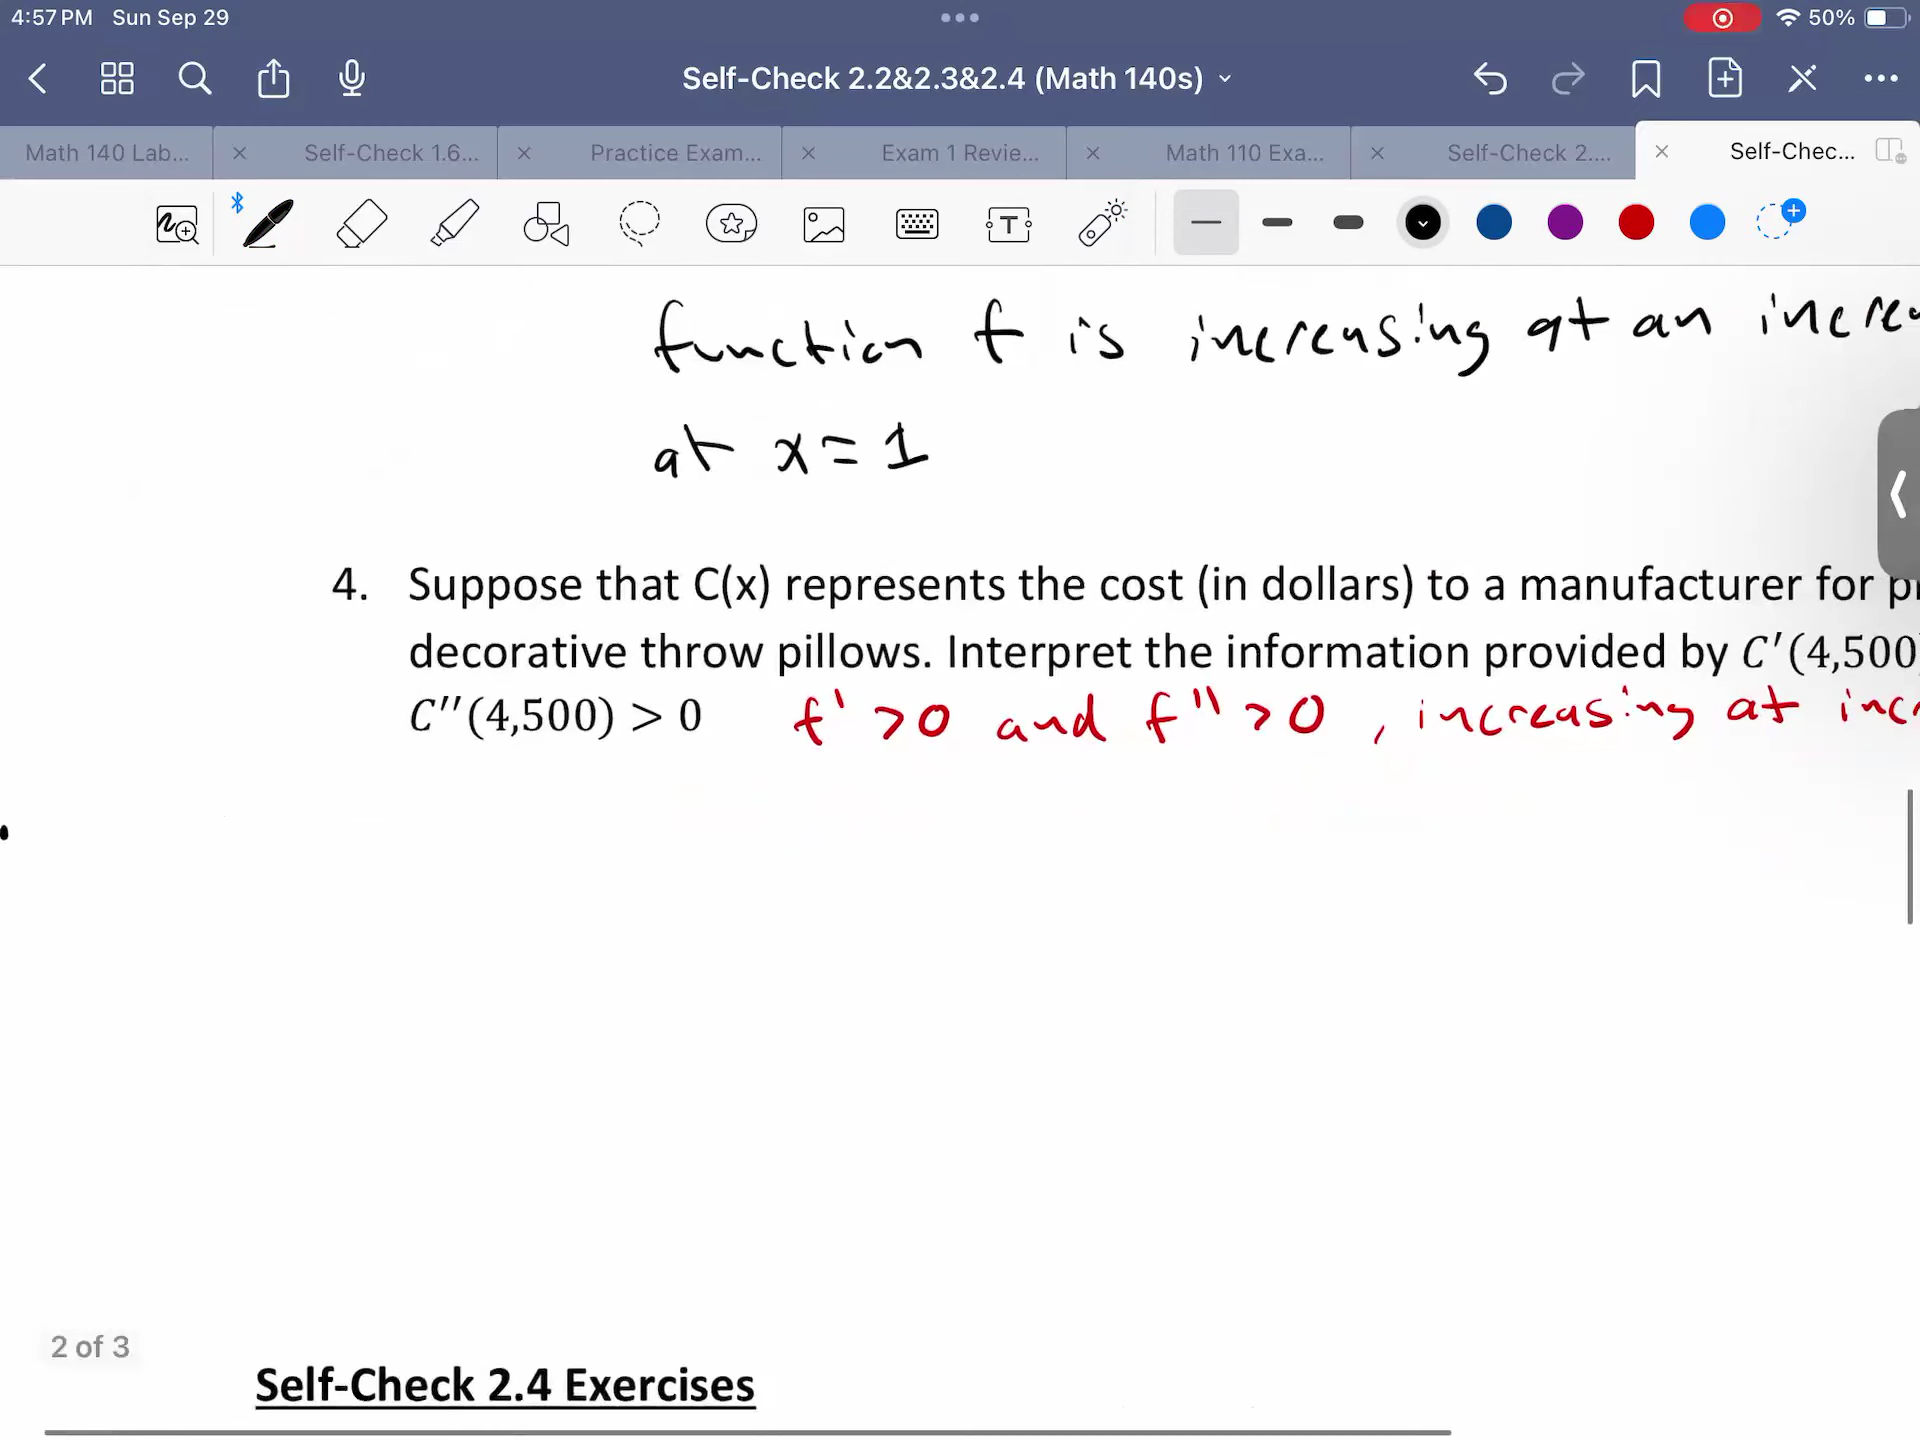 4:57 PM Sun Sep 29
50%
Self-Check 2.2&2.3&2.4 (Math 140s)
Math 140 Lab... Self-Check 1.6... Practice Exam... Exam 1 Revie... Math 110 Exa... Self-Check 2.... Self-Chec...
T
function f is increasing at an increa
at x = 1
4. Suppose that C(x) represents the cost (in dollars) to a manufacturer for pr
decorative throw pillows. Interpret the information provided by C′(4,500
C′′(4,500) > 0 f' >0 and f" >0 , increasing at incr
2 of 3
Self-Check 2.4 Exercises